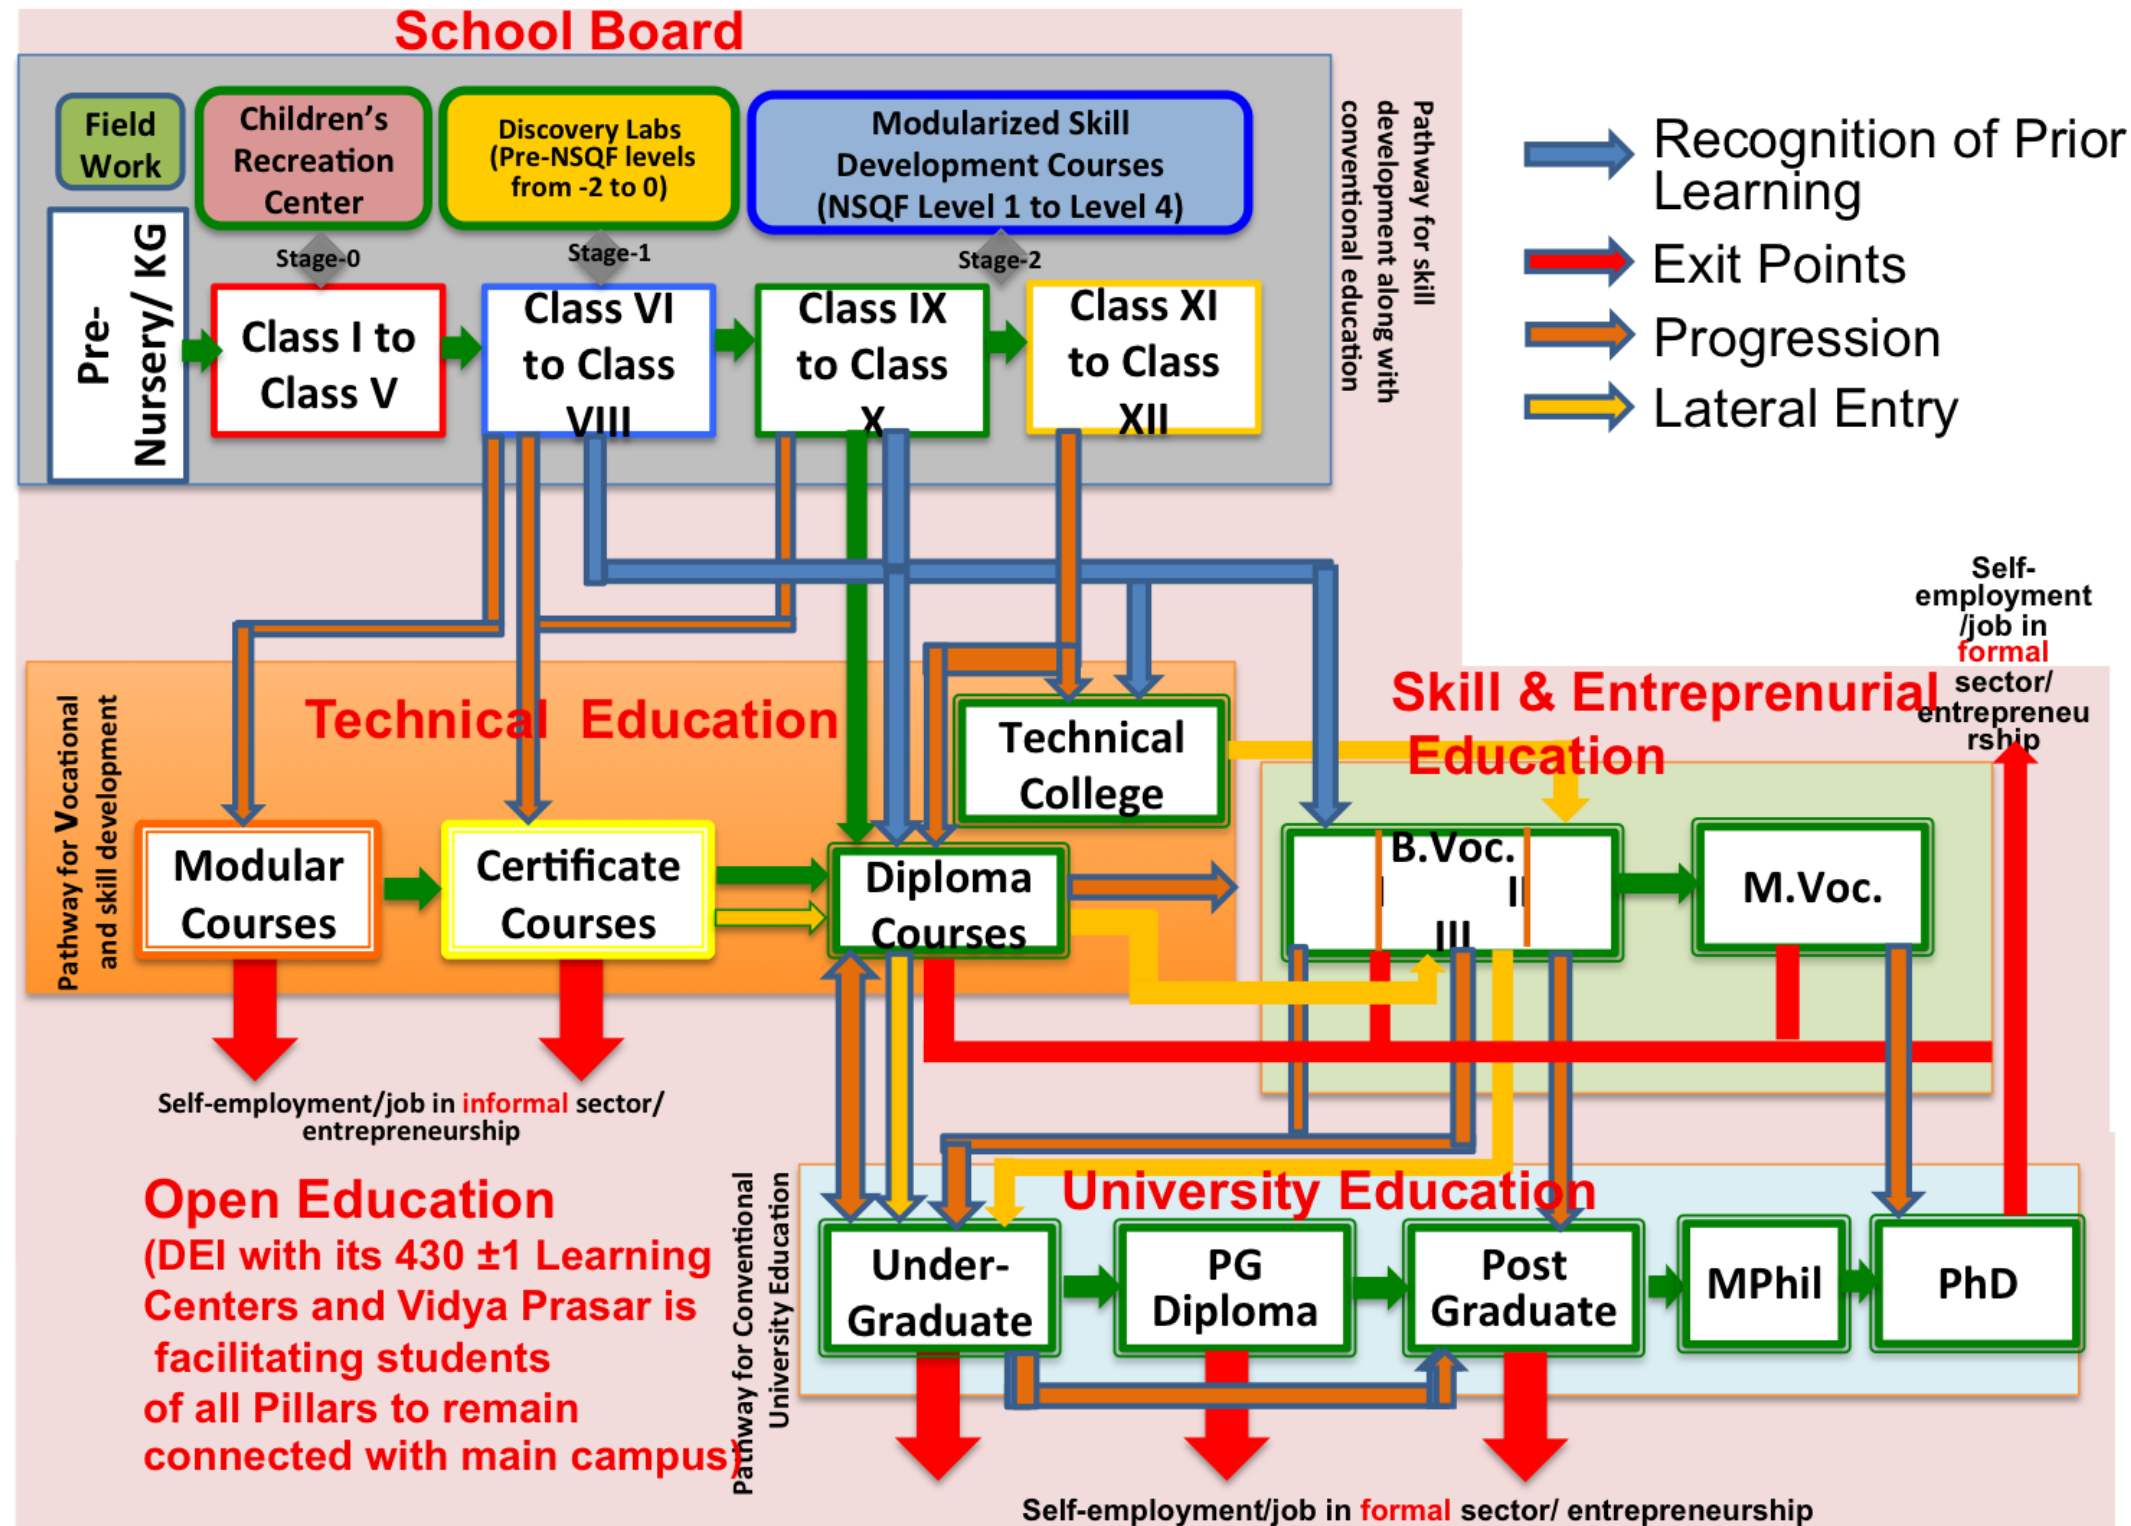 School Board
Field
Work
Children's
Recreation
Center
Discovery Labs
(Pre-NSQF levels
from -2 to 0)
Modularized Skill
Development Courses
(NSQF Level 1 to Level 4)
Stage-0
Stage-1
Stage-2
Pre-
Nursery/ KG
Class I to
Class V
Class VI
to Class
VIII
Class IX
to Class
X
Class XI
to Class
XII
Pathway for skill
development along with
conventional education
Recognition of Prior
Learning
Exit Points
Progression
Lateral Entry
Pathway for Vocational
and skill development
Technical Education
Technical
College
Modular
Courses
Certificate
Courses
Diploma
Courses
Skill & Entreprenurial
Education
B.Voc.
I II
III
M.Voc.
Self-
employment
/job in
formal
sector/
entrepreneu
rship
Self-employment/job in informal sector/
entrepreneurship
Open Education
(DEI with its 430 ±1 Learning
Centers and Vidya Prasar is
facilitating students
of all Pillars to remain
connected with main campus)
Pathway for Conventional
University Education
University Education
Under-
Graduate
PG
Diploma
Post
Graduate
MPhil
PhD
Self-employment/job in formal sector/ entrepreneurship